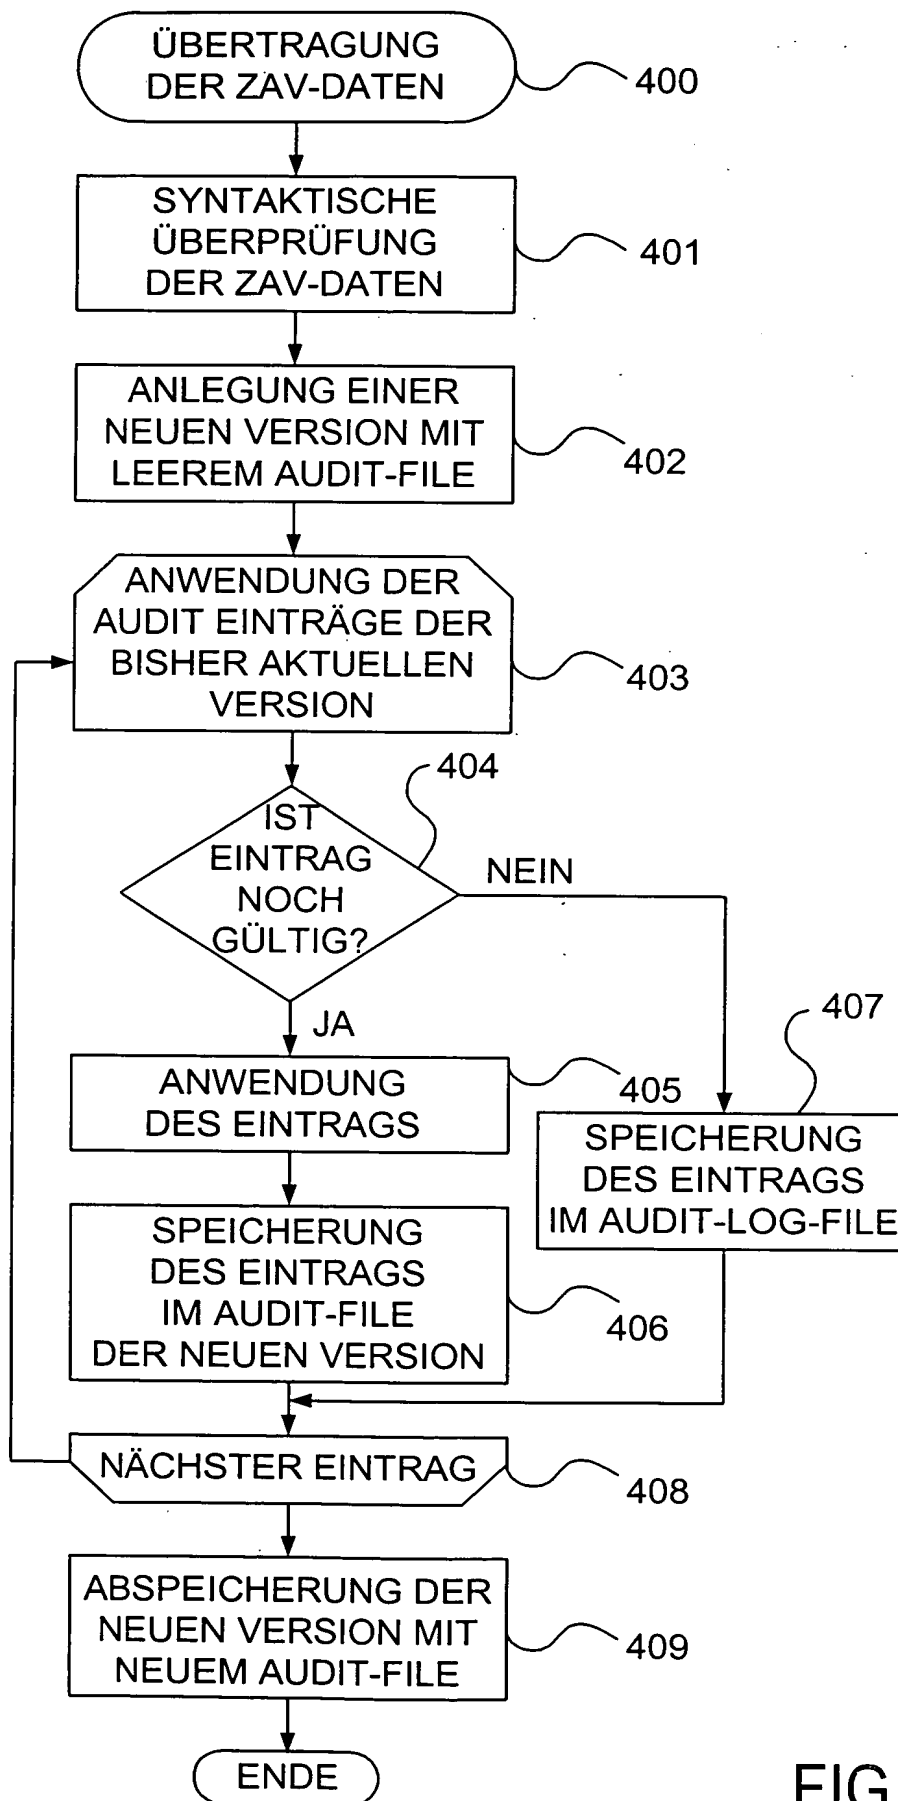 ÜBERTRAGUNG
DER ZAV-DATEN
400
SYNTAKTISCHE
ÜBERPRÜFUNG
DER ZAV-DATEN
401
ANLEGUNG EINER
NEUEN VERSION MIT
LEEREM AUDIT-FILE
402
ANWENDUNG DER
AUDIT EINTRÄGE DER
BISHER AKTUELLEN
VERSION
403
404
IST
EINTRAG
NOCH
GÜLTIG?
NEIN
JA
407
ANWENDUNG
DES EINTRAGS
405
SPEICHERUNG
DES EINTRAGS
IM AUDIT-LOG-FILE
SPEICHERUNG
DES EINTRAGS
IM AUDIT-FILE
DER NEUEN VERSION
406
NÄCHSTER EINTRAG
408
ABSPEICHERUNG DER
NEUEN VERSION MIT
NEUEM AUDIT-FILE
409
ENDE
FIG